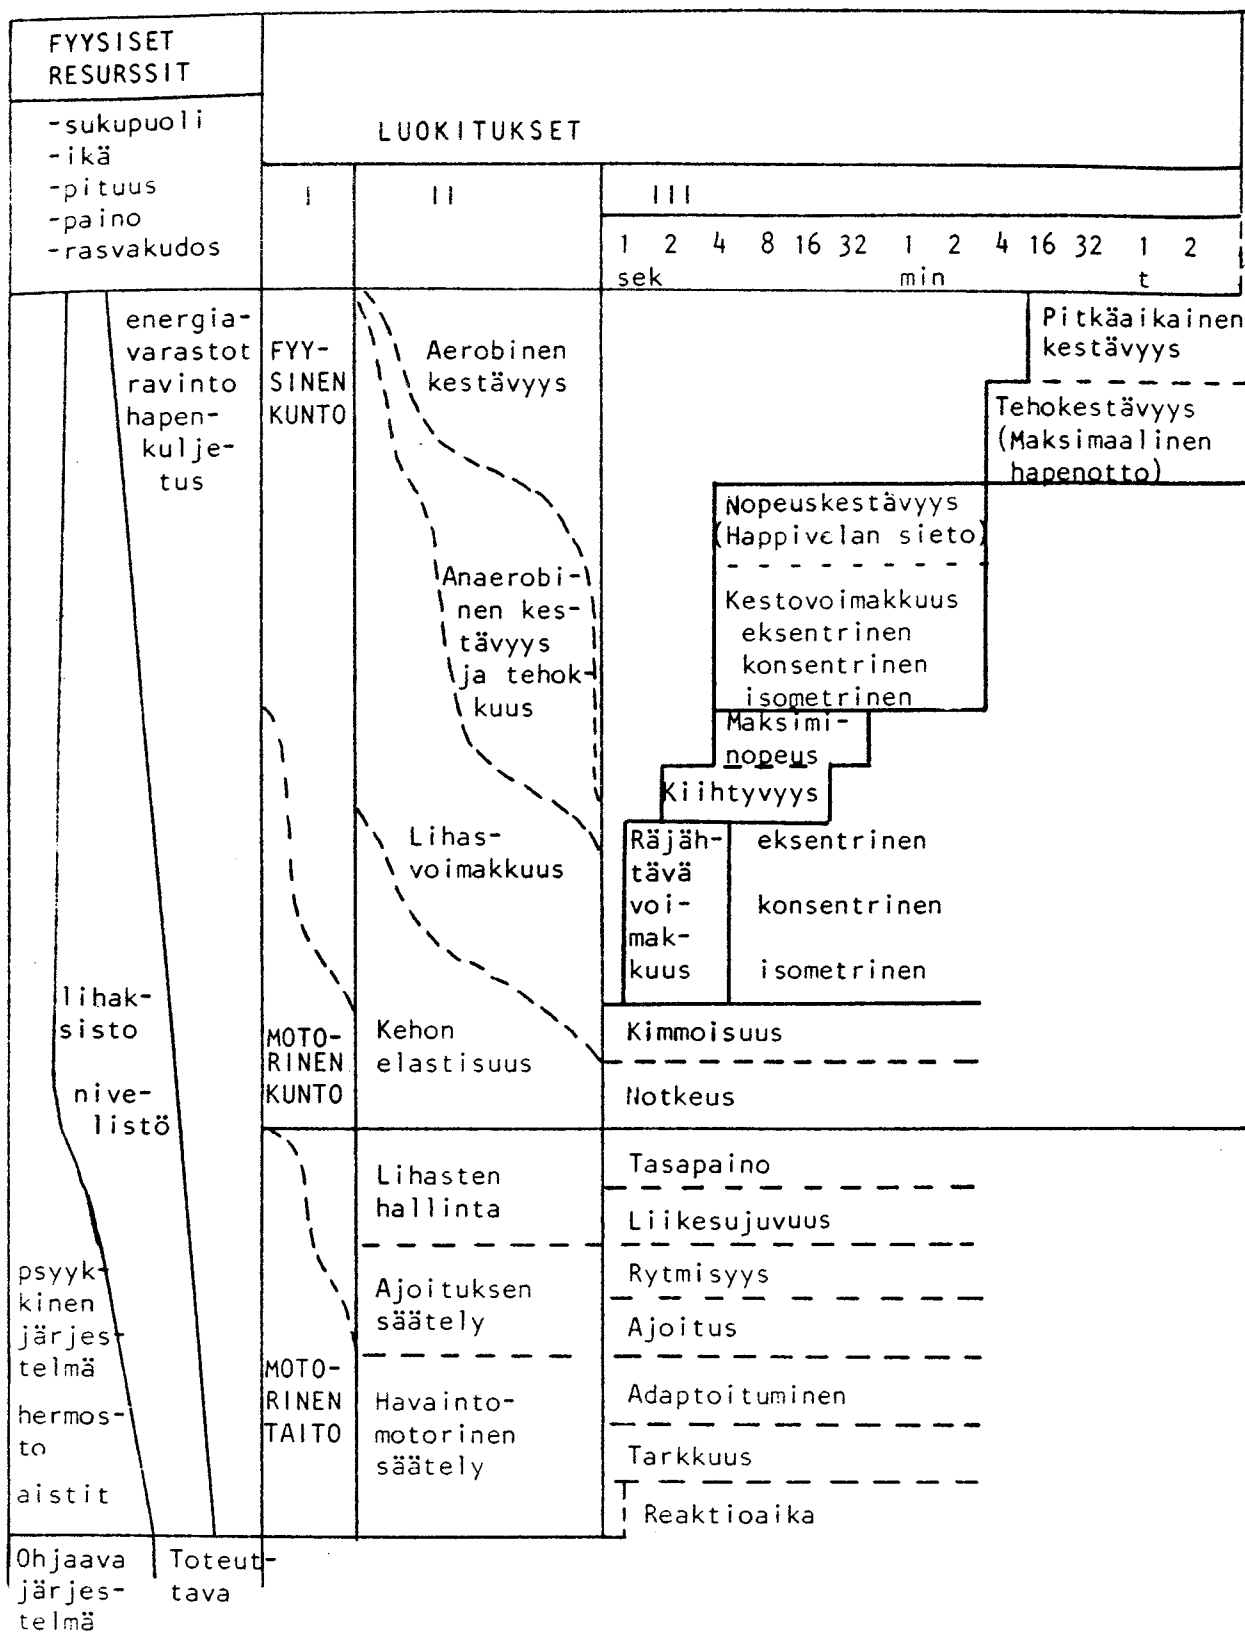 FYYSISET
RESURSSIT
-sukupuoli
-ikä
-pituus
-paino
-rasvakudos
LUOKITUKSET
I
II
III
1 2 4 8 16 32 1 2 4 16 32 1 2
sek min t
energia-
varastot
ravinto
hapen-
kulje-
tus
lihak-
sisto
nive-
listö
psyyk-
kinen
järjes-
telmä
hermos-
to
aistit
Ohjaava
järjes-
telmä
Toteut-
tava
FYY-
SINEN
KUNTO
MOTO-
RINEN
KUNTO
MOTO-
RINEN
TAITO
Aerobinen
kestävyys
Anaerobi-
nen kes-
tävyys
ja tehok-
kuus
Lihas-
voimakkuus
Kehon
elastisuus
Lihasten
hallinta
Ajoituksen
säätely
Havainto-
motorinen
säätely
Pitkäaikainen
kestävyys
Tehokestävyys
(Maksimaalinen
hapenotto)
Nopeuskestävyys
(Happivelan sieto)
Kestovoimakkuus
eksentrinen
konsentrinen
isometrinen
Maksimi-
nopeus
Kiihtyvyys
Räjäh-
tävä
voi-
mak-
kuus
eksentrinen
konsentrinen
isometrinen
Kimmoisuus
Notkeus
Tasapaino
Liikesujuvuus
Rytmisyys
Ajoitus
Adaptoituminen
Tarkkuus
Reaktioaika